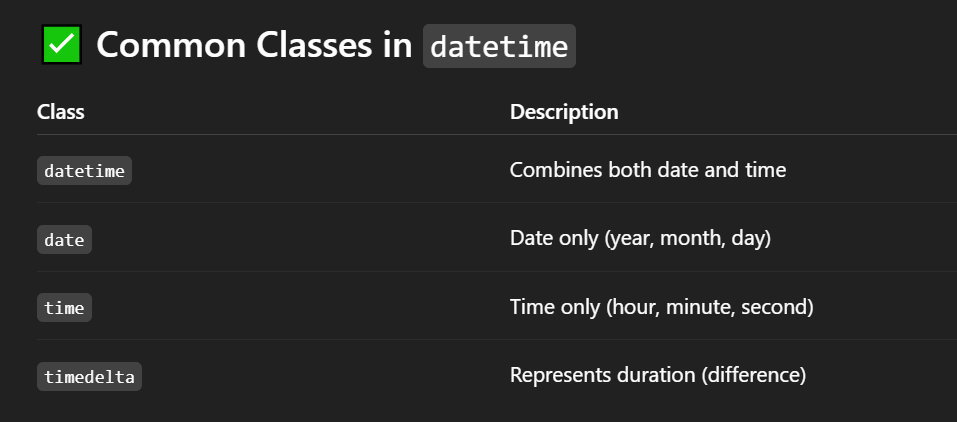 ✅ Common Classes in datetime
Class Description
datetime Combines both date and time
date Date only (year, month, day)
time Time only (hour, minute, second)
timedelta Represents duration (difference)